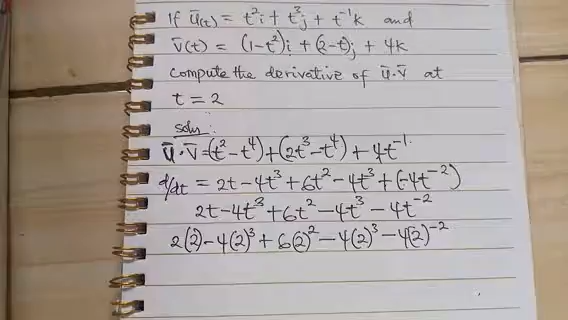 If ū(t) = t²i + t³j + t⁻¹k and
v̄(t) = (1-t²)i + (2-t)j + 4k
compute the derivative of ū·v̄ at
t = 2
soln:
ū·v̄ = (t² - t⁴) + (2t³ - t⁴) + 4t⁻¹
d/dt = 2t - 4t³ + 6t² - 4t³ + (-4t⁻²)
2t - 4t³ + 6t² - 4t³ - 4t⁻²
2(2) - 4(2)³ + 6(2)² - 4(2)³ - 4(2)⁻²